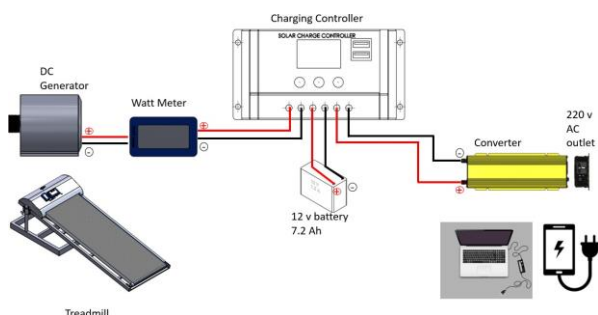 Charging Controller
SOLAR CHARGE CONTROLLER
DC
Generator
Watt Meter
220 v
AC
outlet
Converter
12 v battery
7.2 Ah
Treadmill